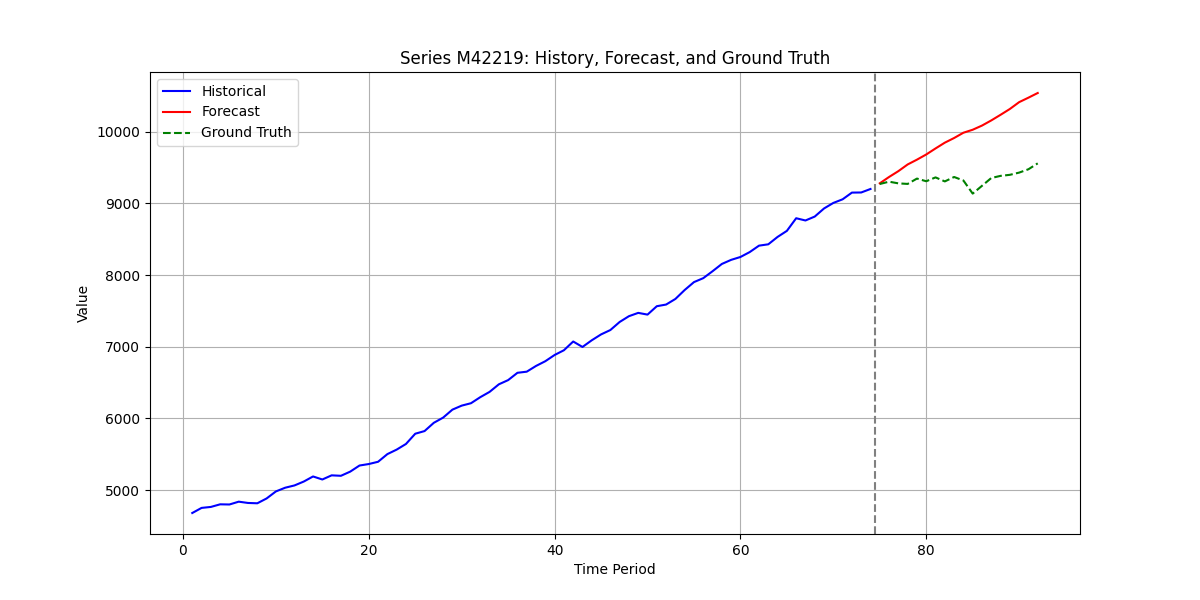 Series M42219: History, Forecast, and Ground Truth
Historical
Forecast
Ground Truth
10000
9000
8000
7000
6000
5000
Value
0 20 40 60 80
Time Period